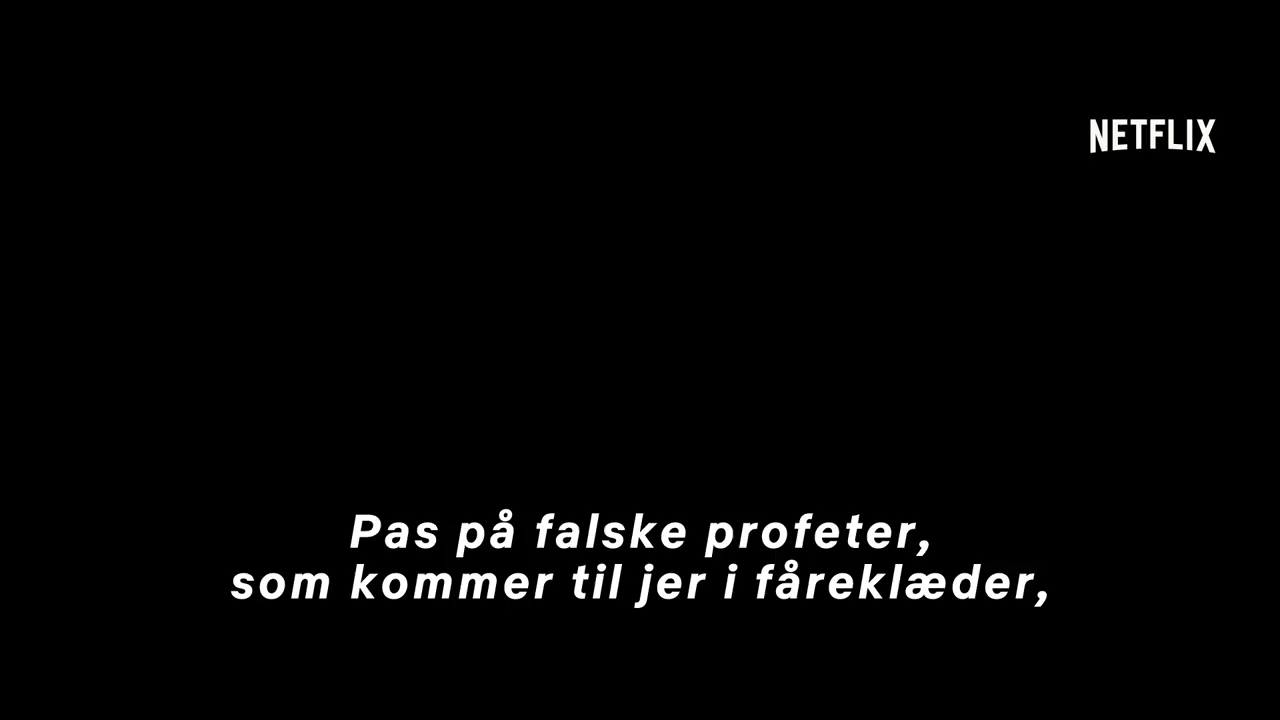 NETFLIX
Pas på falske profeter,
som kommer til jer i fåreklæder,